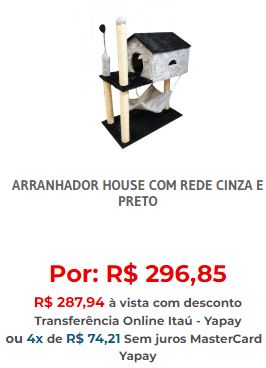 ARRANHADOR HOUSE COM REDE CINZA E
PRETO
Por: R$ 296,85
R$ 287,94 à vista com desconto
Transferência Online Itaú - Yapay
ou 4x de R$ 74,21 Sem juros MasterCard
Yapay